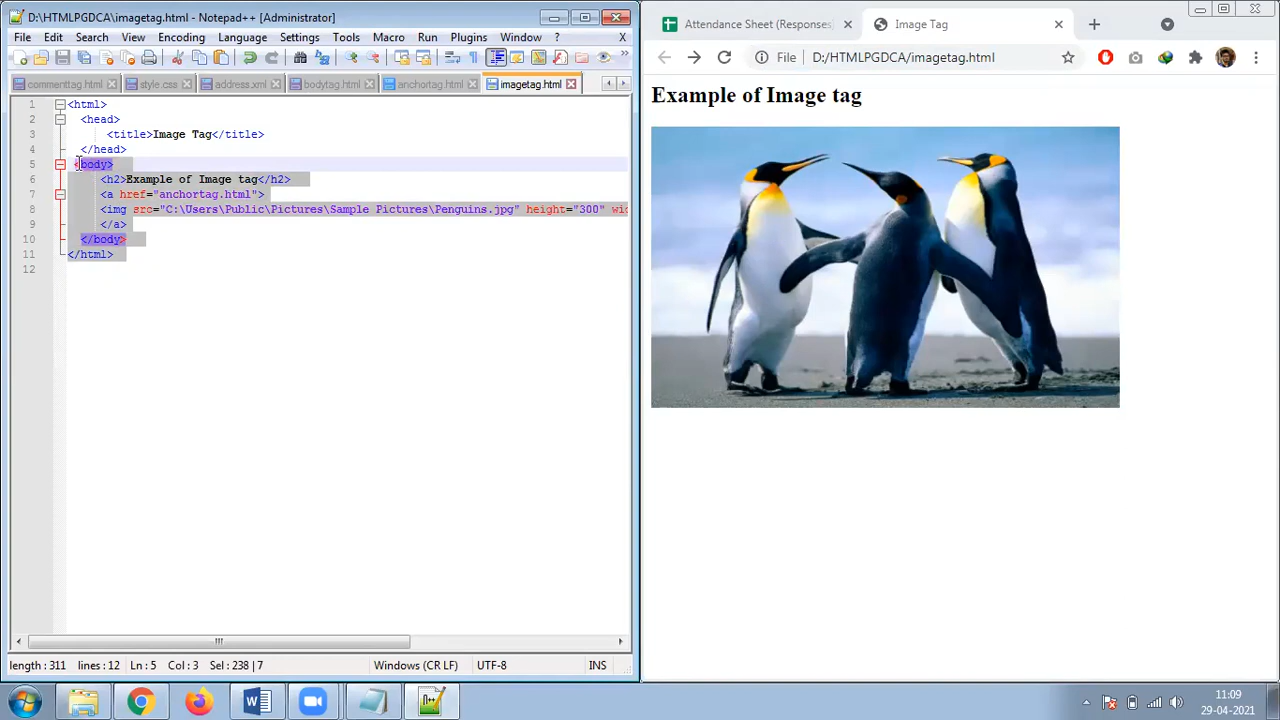 D:\HTMLPGDCA\imagetag.html - Notepad++ [Administrator]
File Edit Search View Encoding Language Settings Tools Macro Run Plugins Window ? X
commenttag.html style.css address.xml bodytag.html anchortag.html imagetag.html
1 <html>
2 <head>
3 <title>Image Tag</title>
4 </head>
5 <body>
6 <h2>Example of Image tag</h2>
7 <a href="anchortag.html">
8 <img src="C:\Users\Public\Pictures\Sample Pictures\Penguins.jpg" height="300" wid
9 </a>
10 </body>
11 </html>
12
length : 311 lines : 12 Ln : 5 Col : 3 Sel : 238 | 7 Windows (CR LF) UTF-8 INS
Attendance Sheet (Responses) Image Tag
File D:/HTMLPGDCA/imagetag.html
Example of Image tag
11:09
29-04-2021